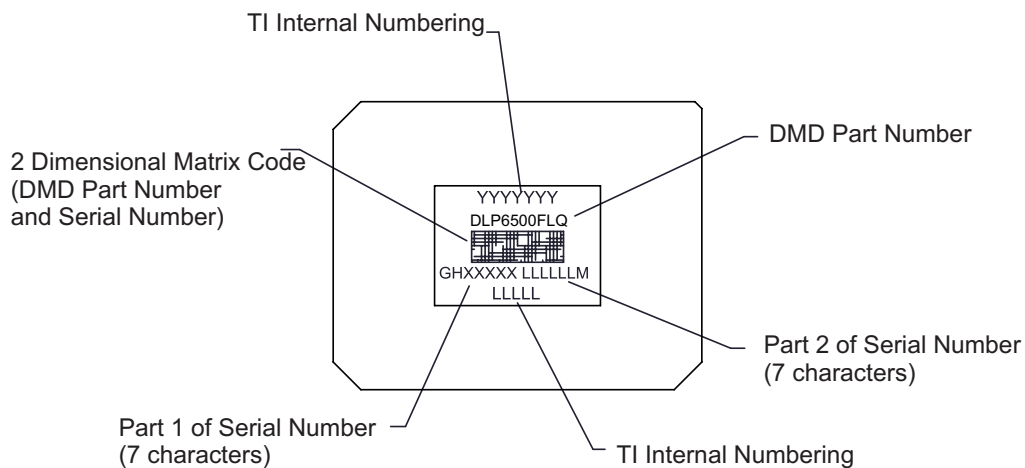 TI Internal Numbering
DMD Part Number
2 Dimensional Matrix Code
(DMD Part Number
and Serial Number)
YYYYYYY
DLP6500FLQ
GHXXXXX LLLLLLM
LLLLL
Part 2 of Serial Number
(7 characters)
Part 1 of Serial Number
(7 characters)
TI Internal Numbering